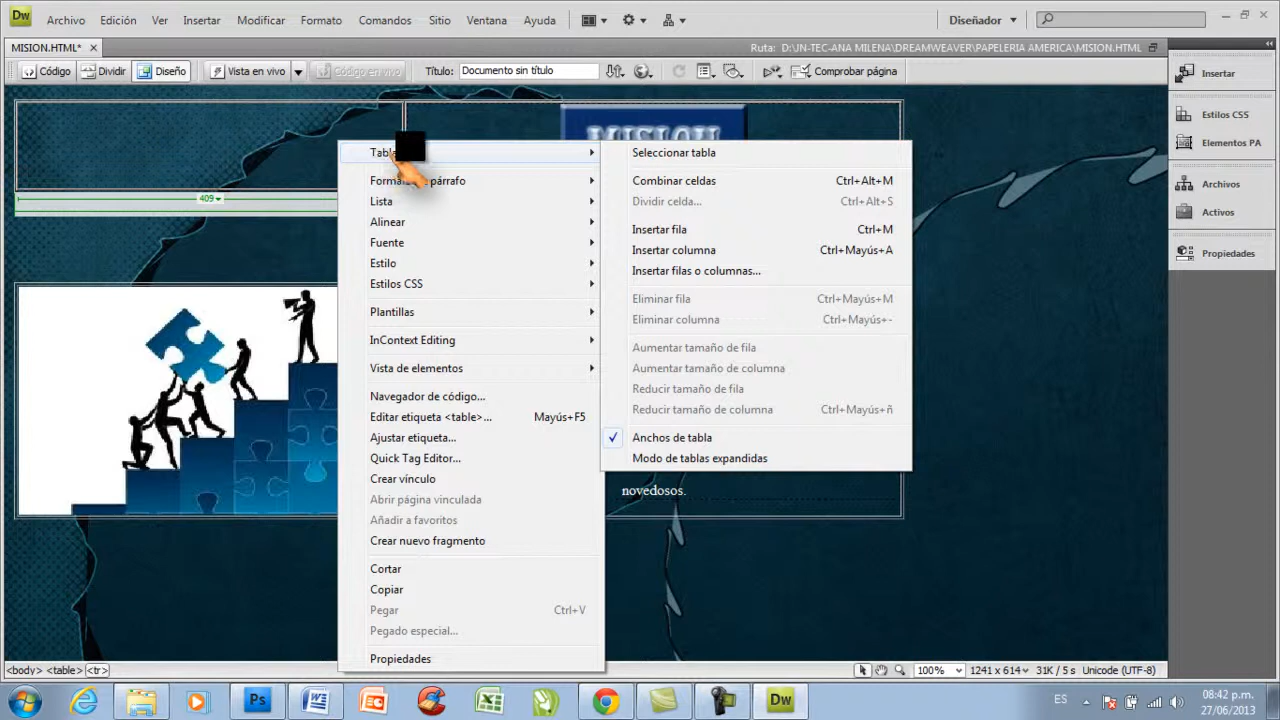 Dw Archivo Edición Ver Insertar Modificar Formato Comandos Sitio Ventana Ayuda Diseñador
MISION.HTML* Ruta: D:\JN-TEC-ANA MILENA\DREAMWEAVER\PAPELERIA AMERICA\MISION.HTML
Código Dividir Diseño Vista en vivo Código en vivo Título: Documento sin título Comprobar página
MISION
409
Formato párrafo
Lista
Alinear
Fuente
Estilo
Estilos CSS
Plantillas
InContext Editing
Vista de elementos
Navegador de código...
Editar etiqueta <table>... Mayús+F5
Ajustar etiqueta...
Quick Tag Editor...
Crear vínculo
Abrir página vinculada
Añadir a favoritos
Crear nuevo fragmento
Cortar
Copiar
Pegar Ctrl+V
Pegado especial...
Propiedades
Seleccionar tabla
Combinar celdas Ctrl+Alt+M
Dividir celda... Ctrl+Alt+S
Insertar fila Ctrl+M
Insertar columna Ctrl+Mayús+A
Insertar filas o columnas...
Eliminar fila Ctrl+Mayús+M
Eliminar columna Ctrl+Mayús+-
Aumentar tamaño de fila
Aumentar tamaño de columna
Reducir tamaño de fila
Reducir tamaño de columna Ctrl+Mayús+ñ
Anchos de tabla
Modo de tablas expandidas
novedosos.
Insertar
Estilos CSS
Elementos PA
Archivos
Activos
Propiedades
<body> <table> <tr> 100% 1241 x 614 31K / 5 s Unicode (UTF-8)
Ps Dw ES 08:42 p.m.
27/06/2013